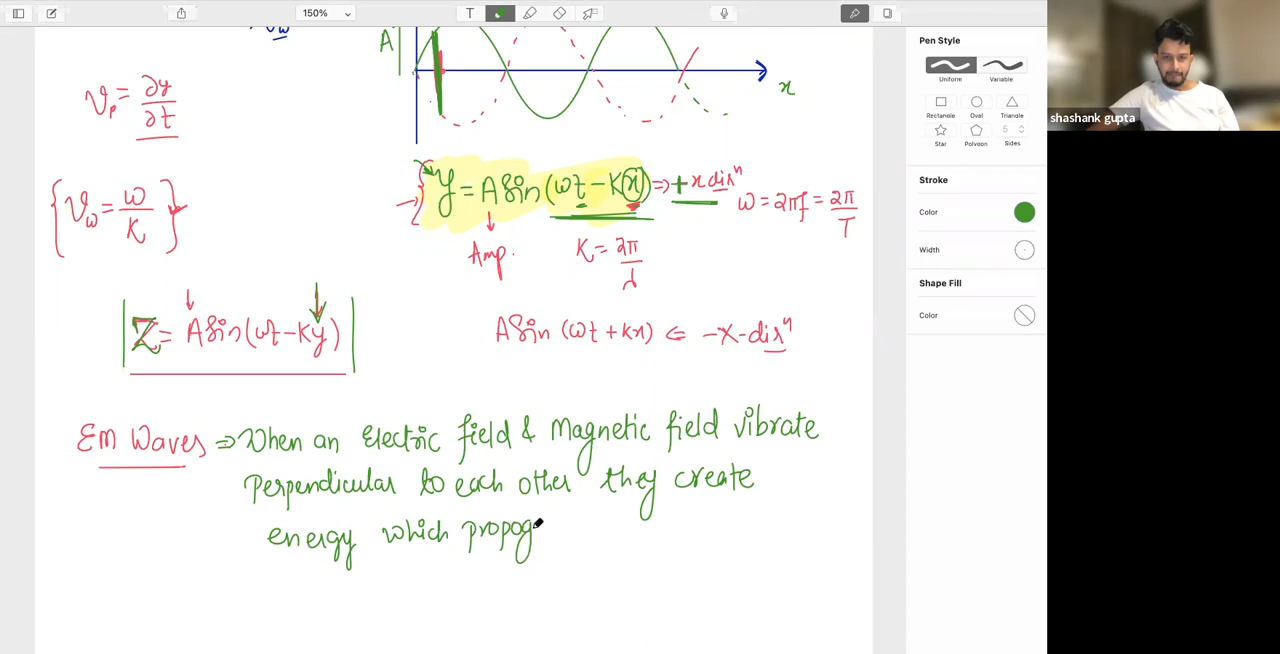 150%
T
Pen Style
Uniform
Variable
Rectangle
Oval
Triangle
Star
Polygon
5
Sides
Stroke
Color
Width
Shape Fill
Color
shashank gupta
A
x
Vw
Vp = ∂y/∂t
y = A sin(ωt - Kx) ⇒ + x dirⁿ
ω = 2πf = 2π/T
Amp.
K = 2π/λ
{Vω = ω/K}
Z = A sin(ωt - Ky)
A sin (ωt + kx) ⇐ -x-dirⁿ
Em Waves ⇒ When an Electric field & Magnetic field vibrate
Perpendicular to each other they create
energy which propog